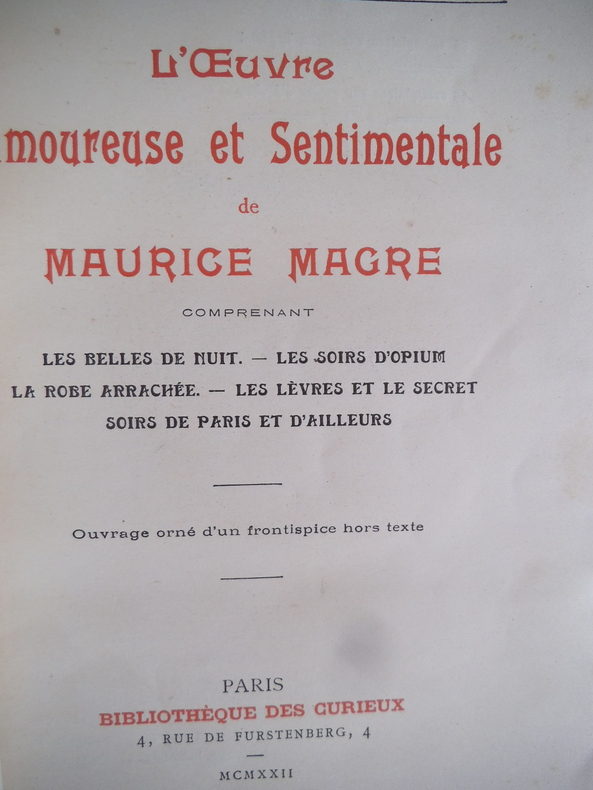 L'Œuvre
moureuse et Sentimentale
de
MAURICE MAGRE
COMPRENANT
LES BELLES DE NUIT. — LES SOIRS D'OPIUM
LA ROBE ARRACHÉE. — LES LÈVRES ET LE SECRET
SOIRS DE PARIS ET D'AILLEURS
Ouvrage orné d'un frontispice hors texte
PARIS
BIBLIOTHÈQUE DES CURIEUX
4, RUE DE FURSTENBERG, 4
MCMXXII